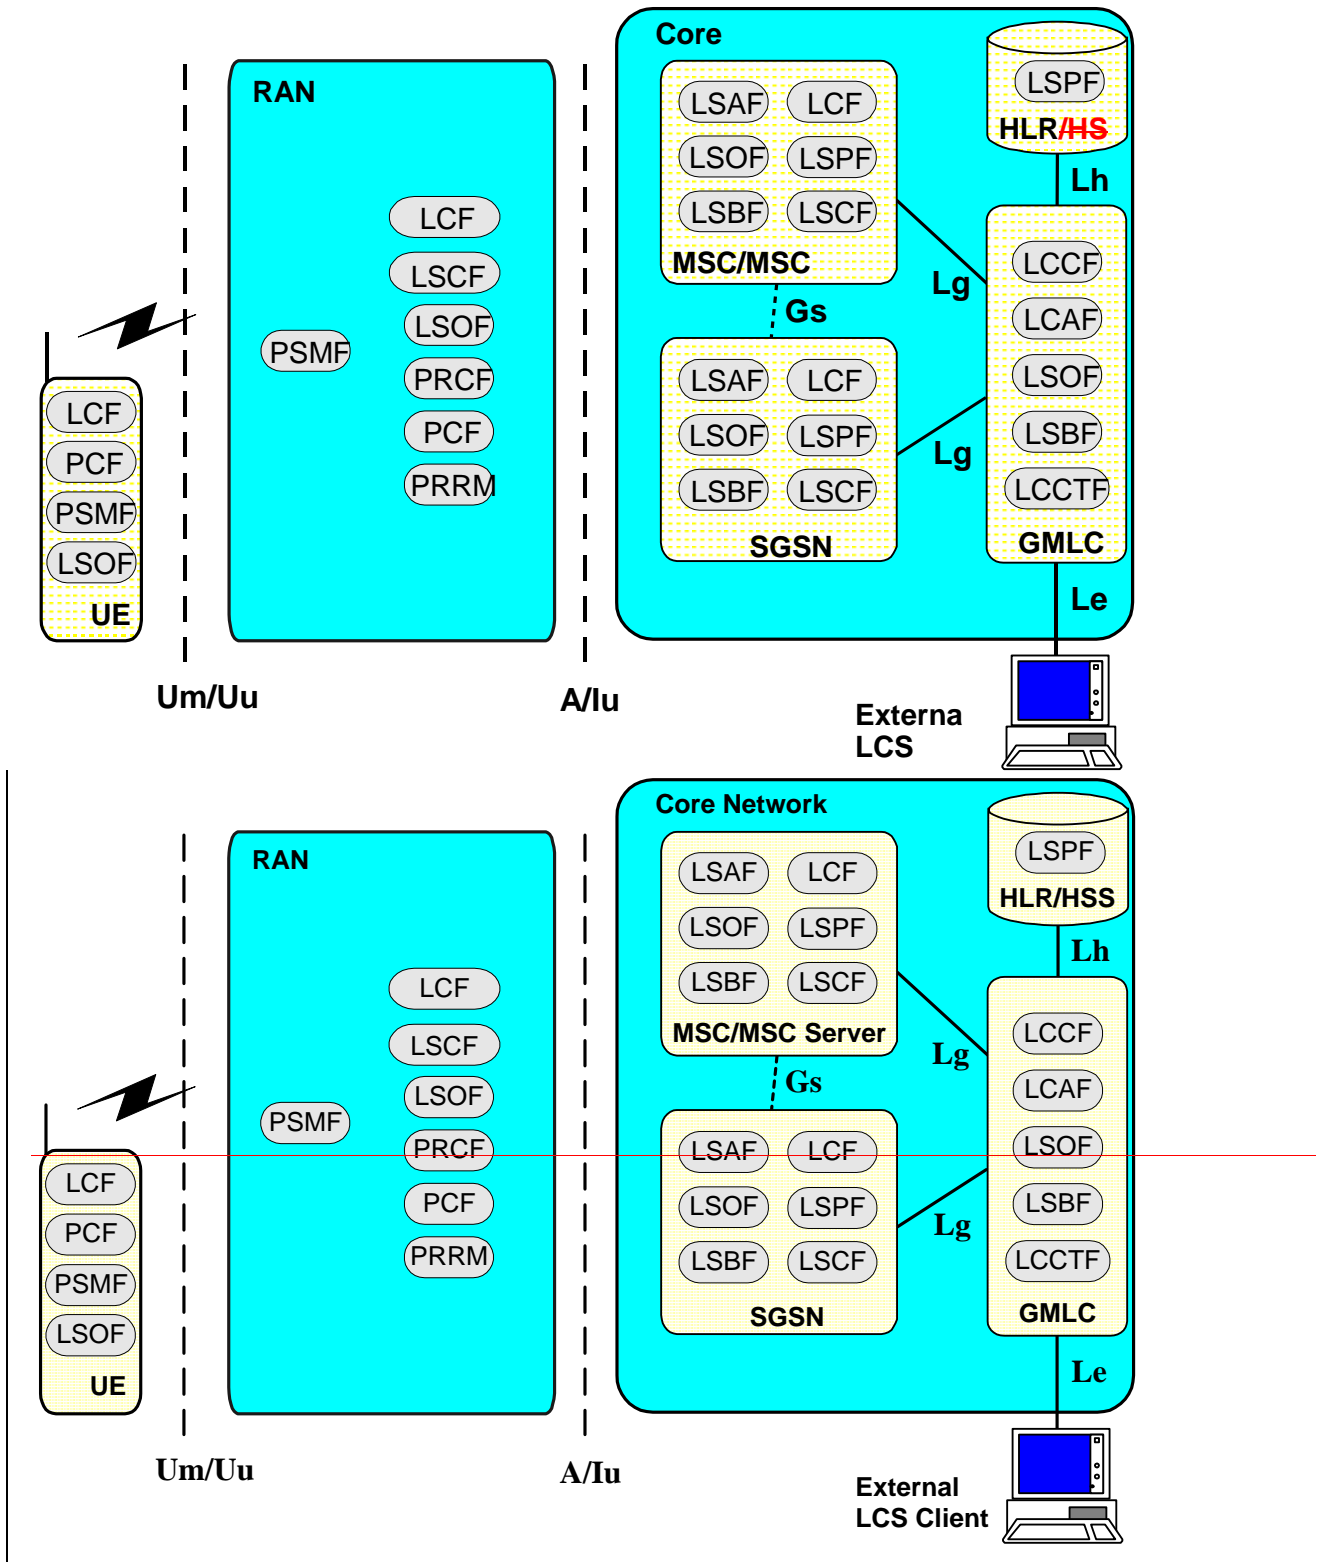 Core
RAN
LSPF
HLR/HS
LSAF
LCF
LSOF
LSPF
LSBF
LSCF
MSC/MSC
Lh
Lg
Gs
LCF
LSCF
LSOF
PSMF
PRCF
PCF
PRRM
LCCF
LCAF
LSOF
LSBF
LCCTF
GMLC
LSAF
LCF
LSOF
LSPF
LSBF
LSCF
SGSN
Lg
LCF
PCF
PSMF
LSOF
UE
Le
Um/Uu
A/Iu
Externa
LCS
Core Network
RAN
LSPF
HLR/HSS
LSAF
LCF
LSOF
LSPF
LSBF
LSCF
MSC/MSC Server
Lh
Lg
Gs
LCF
LSCF
LSOF
PSMF
PRCF
PCF
PRRM
LCCF
LCAF
LSOF
LSBF
LCCTF
GMLC
LSAF
LCF
LSOF
LSPF
LSBF
LSCF
SGSN
Lg
LCF
PCF
PSMF
LSOF
UE
Le
Um/Uu
A/Iu
External
LCS Client